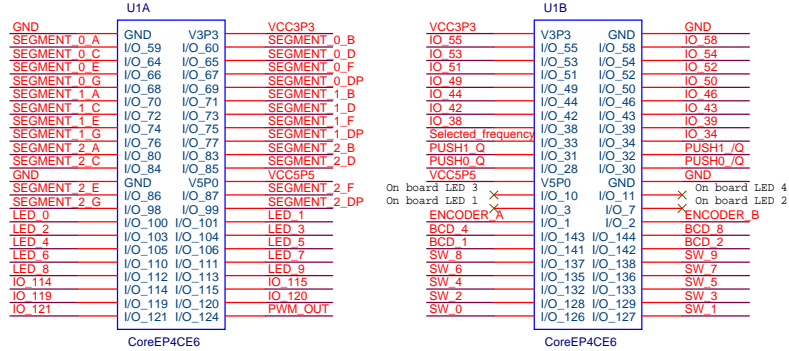 U1A
GND GND V3P3 VCC3P3
SEGMENT_0_A I/O_59 I/O_60 SEGMENT_0_B
SEGMENT_0_C I/O_64 I/O_65 SEGMENT_0_D
SEGMENT_0_E I/O_66 I/O_67 SEGMENT_0_F
SEGMENT_0_G I/O_68 I/O_69 SEGMENT_0_DP
SEGMENT_1_A I/O_70 I/O_71 SEGMENT_1_B
SEGMENT_1_C I/O_72 I/O_73 SEGMENT_1_D
SEGMENT_1_E I/O_74 I/O_75 SEGMENT_1_F
SEGMENT_1_G I/O_76 I/O_77 SEGMENT_1_DP
SEGMENT_2_A I/O_80 I/O_83 SEGMENT_2_B
SEGMENT_2_C I/O_84 I/O_85 SEGMENT_2_D
GND GND V5P0 VCC5P5
SEGMENT_2_E I/O_86 I/O_87 SEGMENT_2_F
SEGMENT_2_G I/O_98 I/O_99 SEGMENT_2_DP
LED_0 I/O_100 I/O_101 LED_1
LED_2 I/O_103 I/O_104 LED_3
LED_4 I/O_105 I/O_106 LED_5
LED_6 I/O_110 I/O_111 LED_7
LED_8 I/O_112 I/O_113 LED_9
IO_114 I/O_114 I/O_115 IO_115
IO_119 I/O_119 I/O_120 IO_120
IO_121 I/O_121 I/O_124 PWM_OUT
CoreEP4CE6
U1B
VCC3P3 V3P3 GND GND
IO_55 I/O_55 I/O_58 IO_58
IO_53 I/O_53 I/O_54 IO_54
IO_51 I/O_51 I/O_52 IO_52
IO_49 I/O_49 I/O_50 IO_50
IO_44 I/O_44 I/O_46 IO_46
IO_42 I/O_42 I/O_43 IO_43
IO_38 I/O_38 I/O_39 IO_39
Selected_frequency I/O_33 I/O_34 IO_34
PUSH1_Q I/O_31 I/O_32 PUSH1_/Q
PUSH0_Q I/O_28 I/O_30 PUSH0_/Q
VCC5P5 V5P0 GND GND
On board LED 3 I/O_10 I/O_11 On board LED 4
On board LED 1 I/O_3 I/O_7 On board LED 2
ENCODER_A I/O_1 I/O_2 ENCODER_B
BCD_4 I/O_143 I/O_144 BCD_8
BCD_1 I/O_141 I/O_142 BCD_2
SW_8 I/O_137 I/O_138 SW_9
SW_6 I/O_135 I/O_136 SW_7
SW_4 I/O_132 I/O_133 SW_5
SW_2 I/O_128 I/O_129 SW_3
SW_0 I/O_126 I/O_127 SW_1
CoreEP4CE6